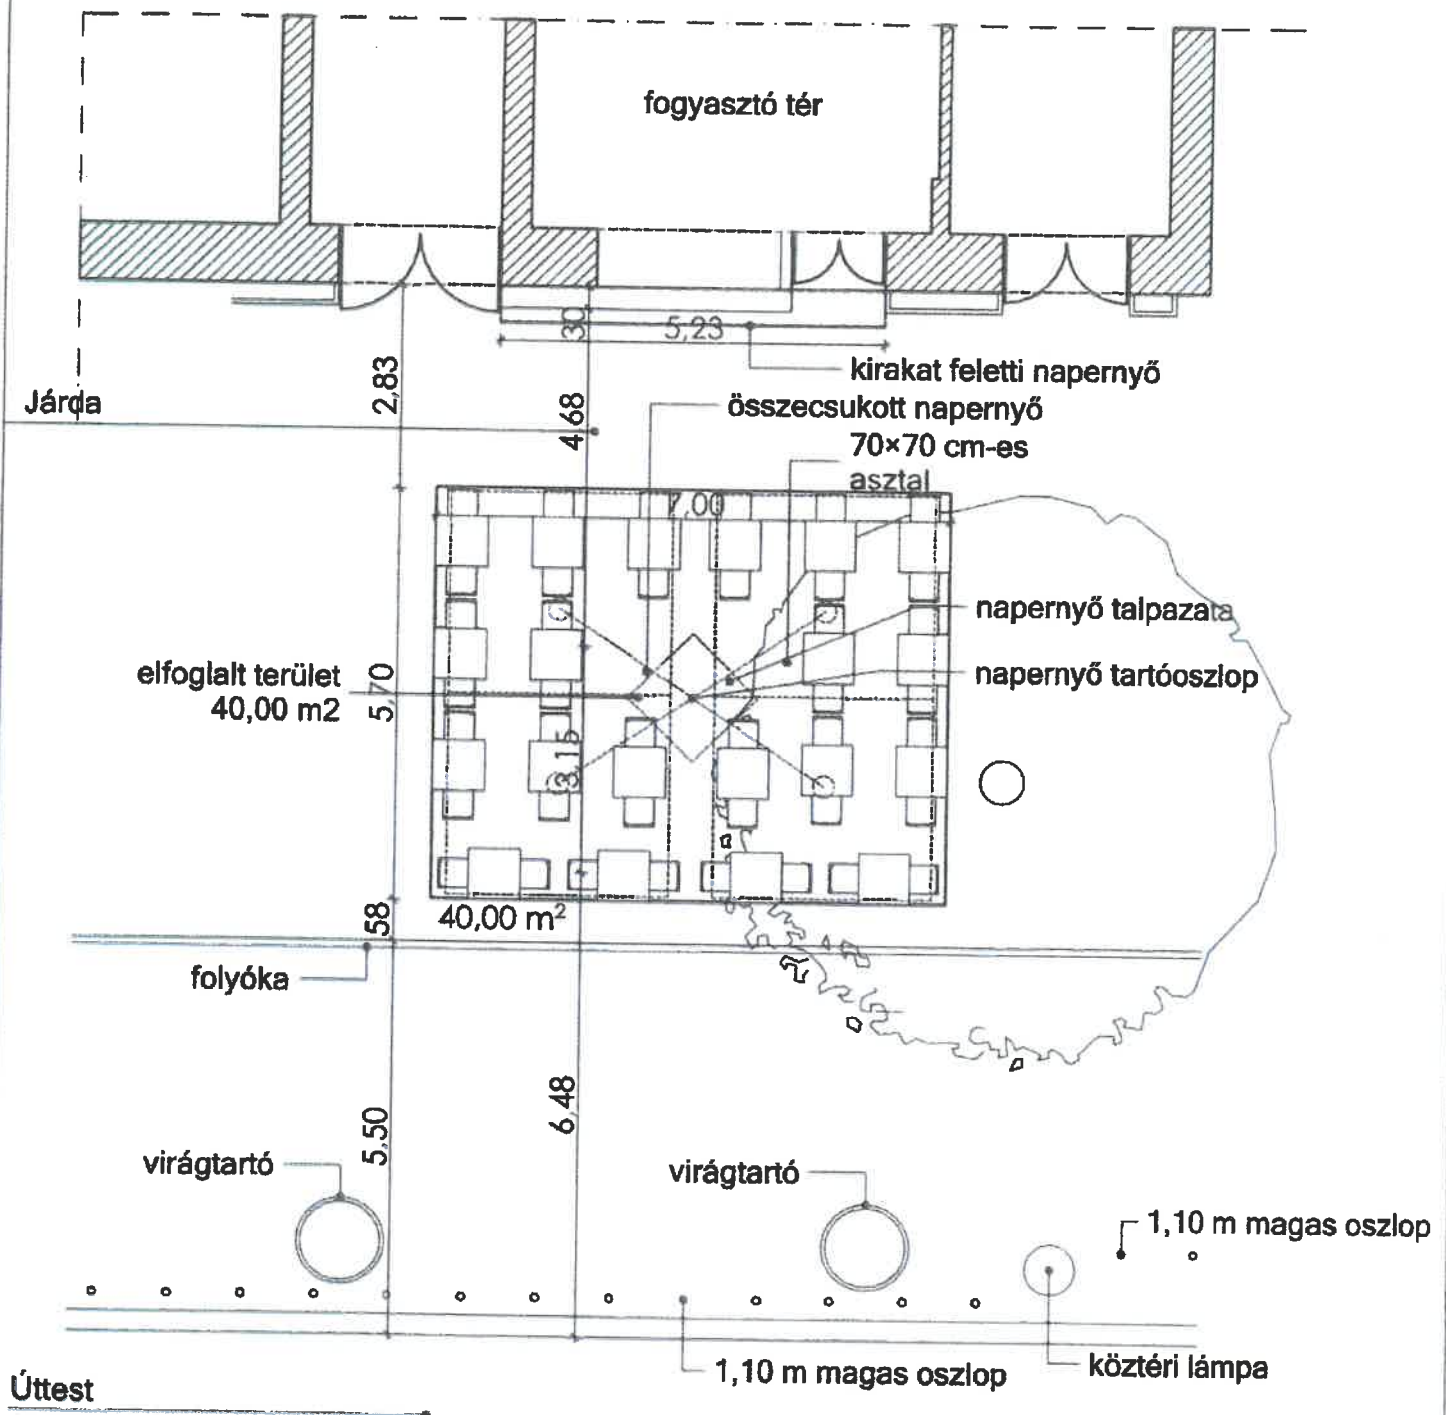 fogyasztó tér
30
5,23
2,83
kirakat feletti napernyő
Járda
4,68
összecsukott napernyő
70×70 cm-es
asztal
7,00
napernyő talpazata
elfoglalt terület
40,00 m2
5,70
napernyő tartóoszlop
3,15
58
40,00 m²
folyóka
5,50
6,48
virágtartó
virágtartó
1,10 m magas oszlop
1,10 m magas oszlop
köztéri lámpa
Úttest